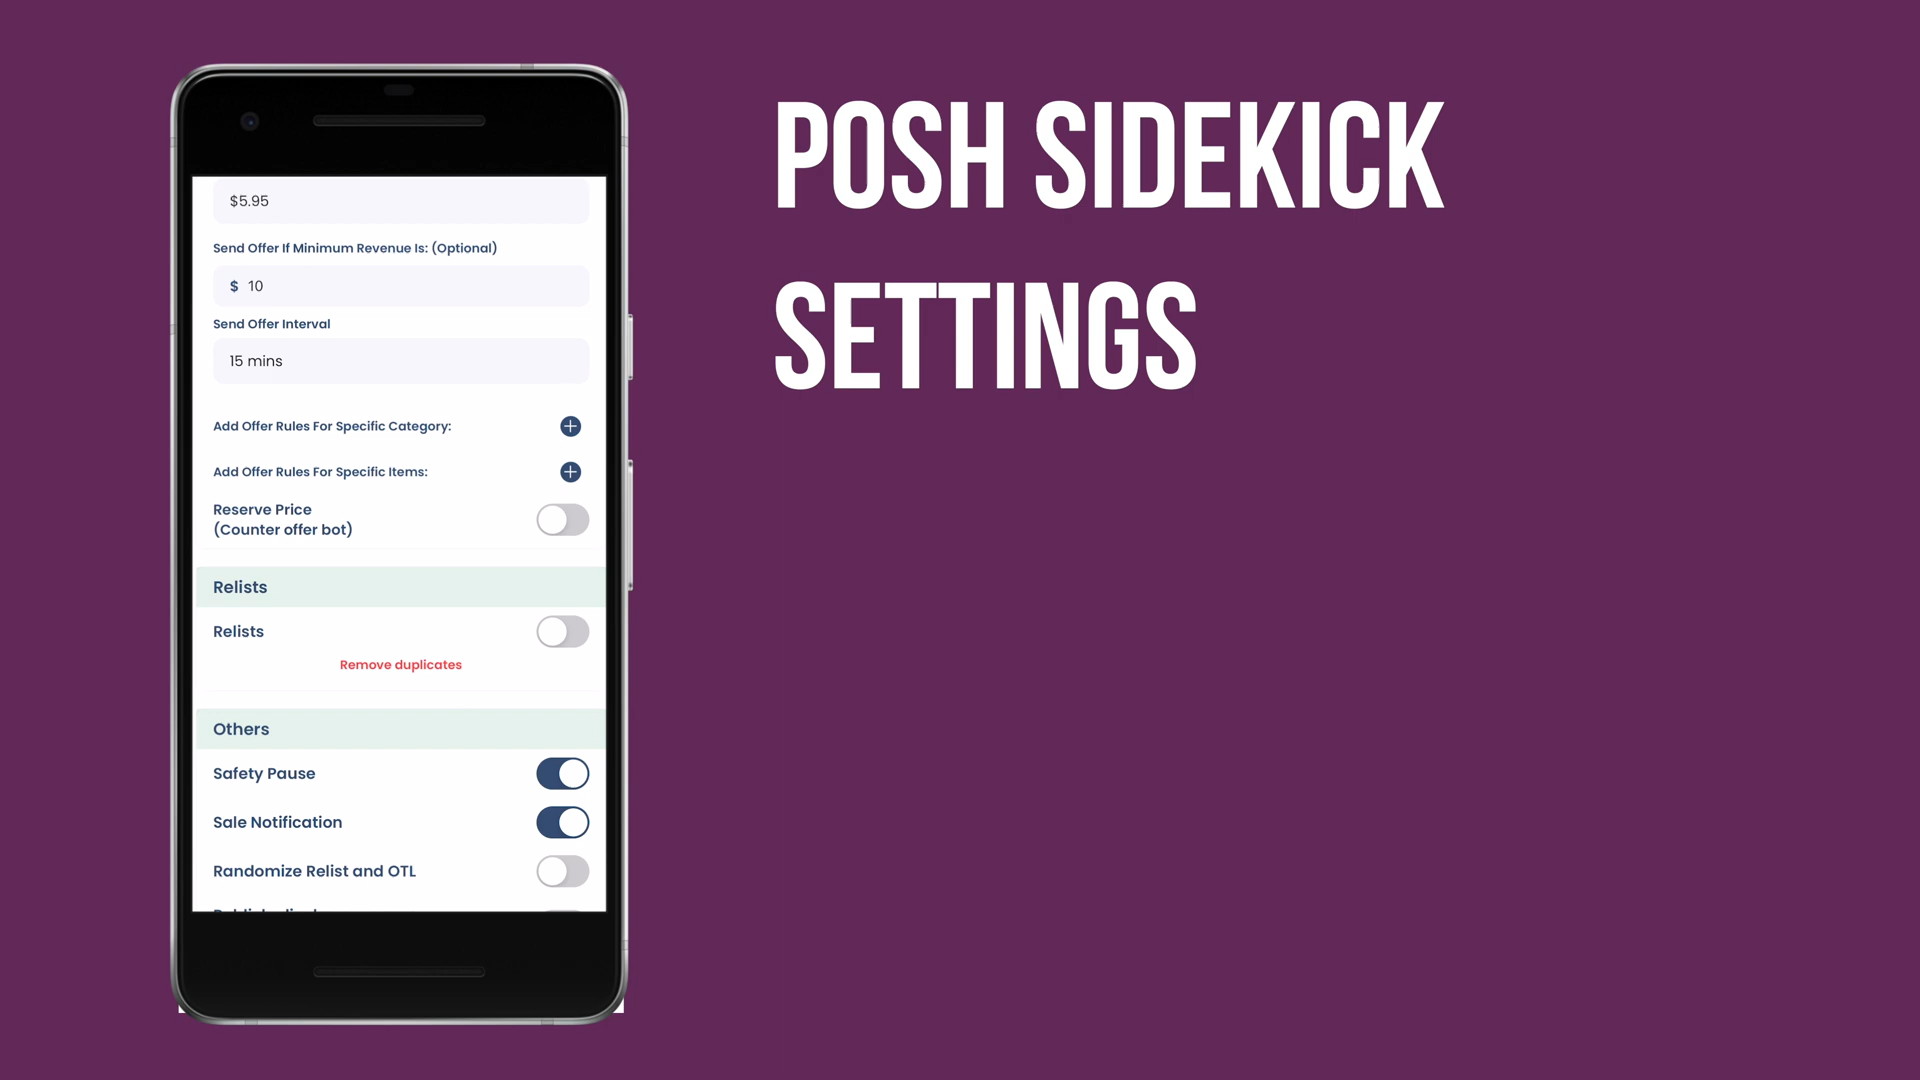 POSH SIDEKICK
SETTINGS
$5.95
Send Offer If Minimum Revenue Is: (Optional)
$ 10
Send Offer Interval
15 mins
Add Offer Rules For Specific Category:
Add Offer Rules For Specific Items:
Reserve Price
(Counter offer bot)
Relists
Relists
Remove duplicates
Others
Safety Pause
Sale Notification
Randomize Relist and OTL